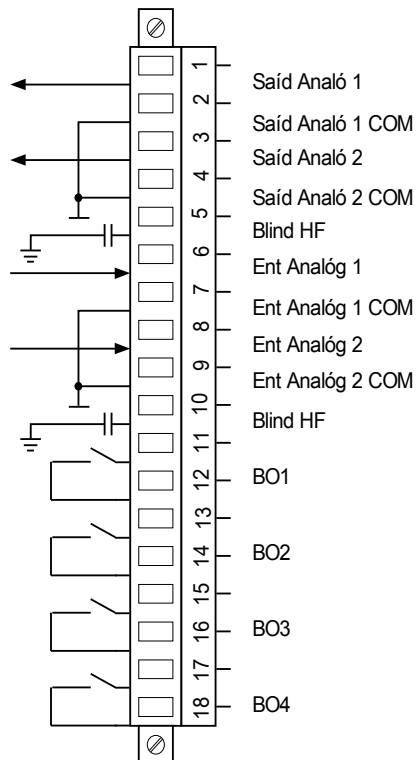 1
Saíd Analó 1
2
Saíd Analó 1 COM
3
Saíd Analó 2
4
Saíd Analó 2 COM
5
Blind HF
6
Ent Analóg 1
7
Ent Analóg 1 COM
8
Ent Analóg 2
9
Ent Analóg 2 COM
10
Blind HF
11
12 BO1
13
14 BO2
15
16 BO3
17
18 BO4